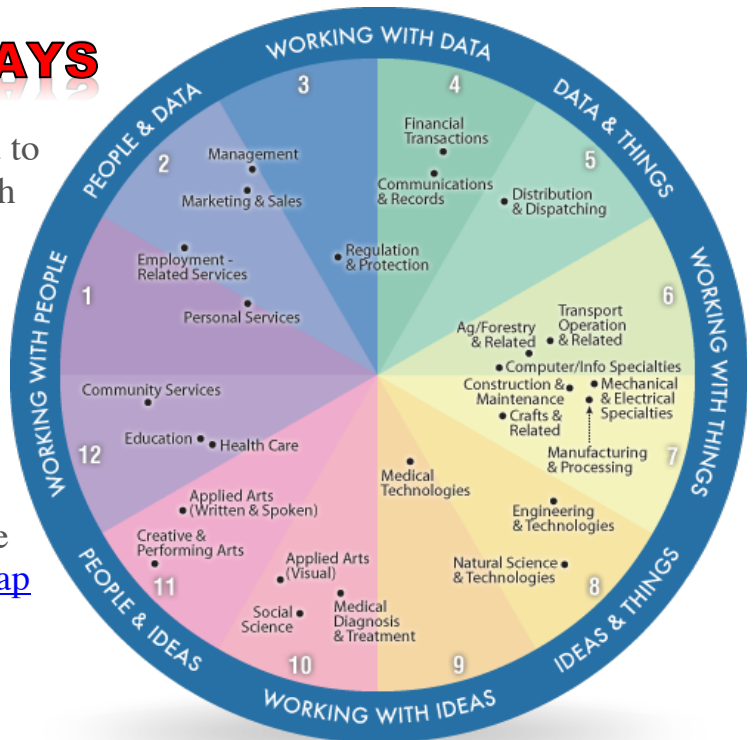 AYS
to
h
e
ap
WORKING WITH DATA
DATA & THINGS
WORKING WITH THINGS
IDEAS & THINGS
WORKING WITH IDEAS
PEOPLE & IDEAS
WORKING WITH PEOPLE
PEOPLE & DATA
3
4
2
5
1
6
12
7
11
8
10
9
Management
Marketing & Sales
Employment -
Related Services
Personal Services
Regulation
& Protection
Financial
Transactions
Communications
& Records
Distribution
& Dispatching
Transport
Operation
& Related
Ag/Forestry
& Related
Computer/Info Specialties
Construction &
Maintenance
Mechanical
& Electrical
Specialties
Crafts &
Related
Manufacturing
& Processing
Medical
Technologies
Engineering
& Technologies
Natural Science
& Technologies
Community Services
Education
Health Care
Applied Arts
(Written & Spoken)
Creative &
Performing Arts
Applied Arts
(Visual)
Social
Science
Medical
Diagnosis
& Treatment